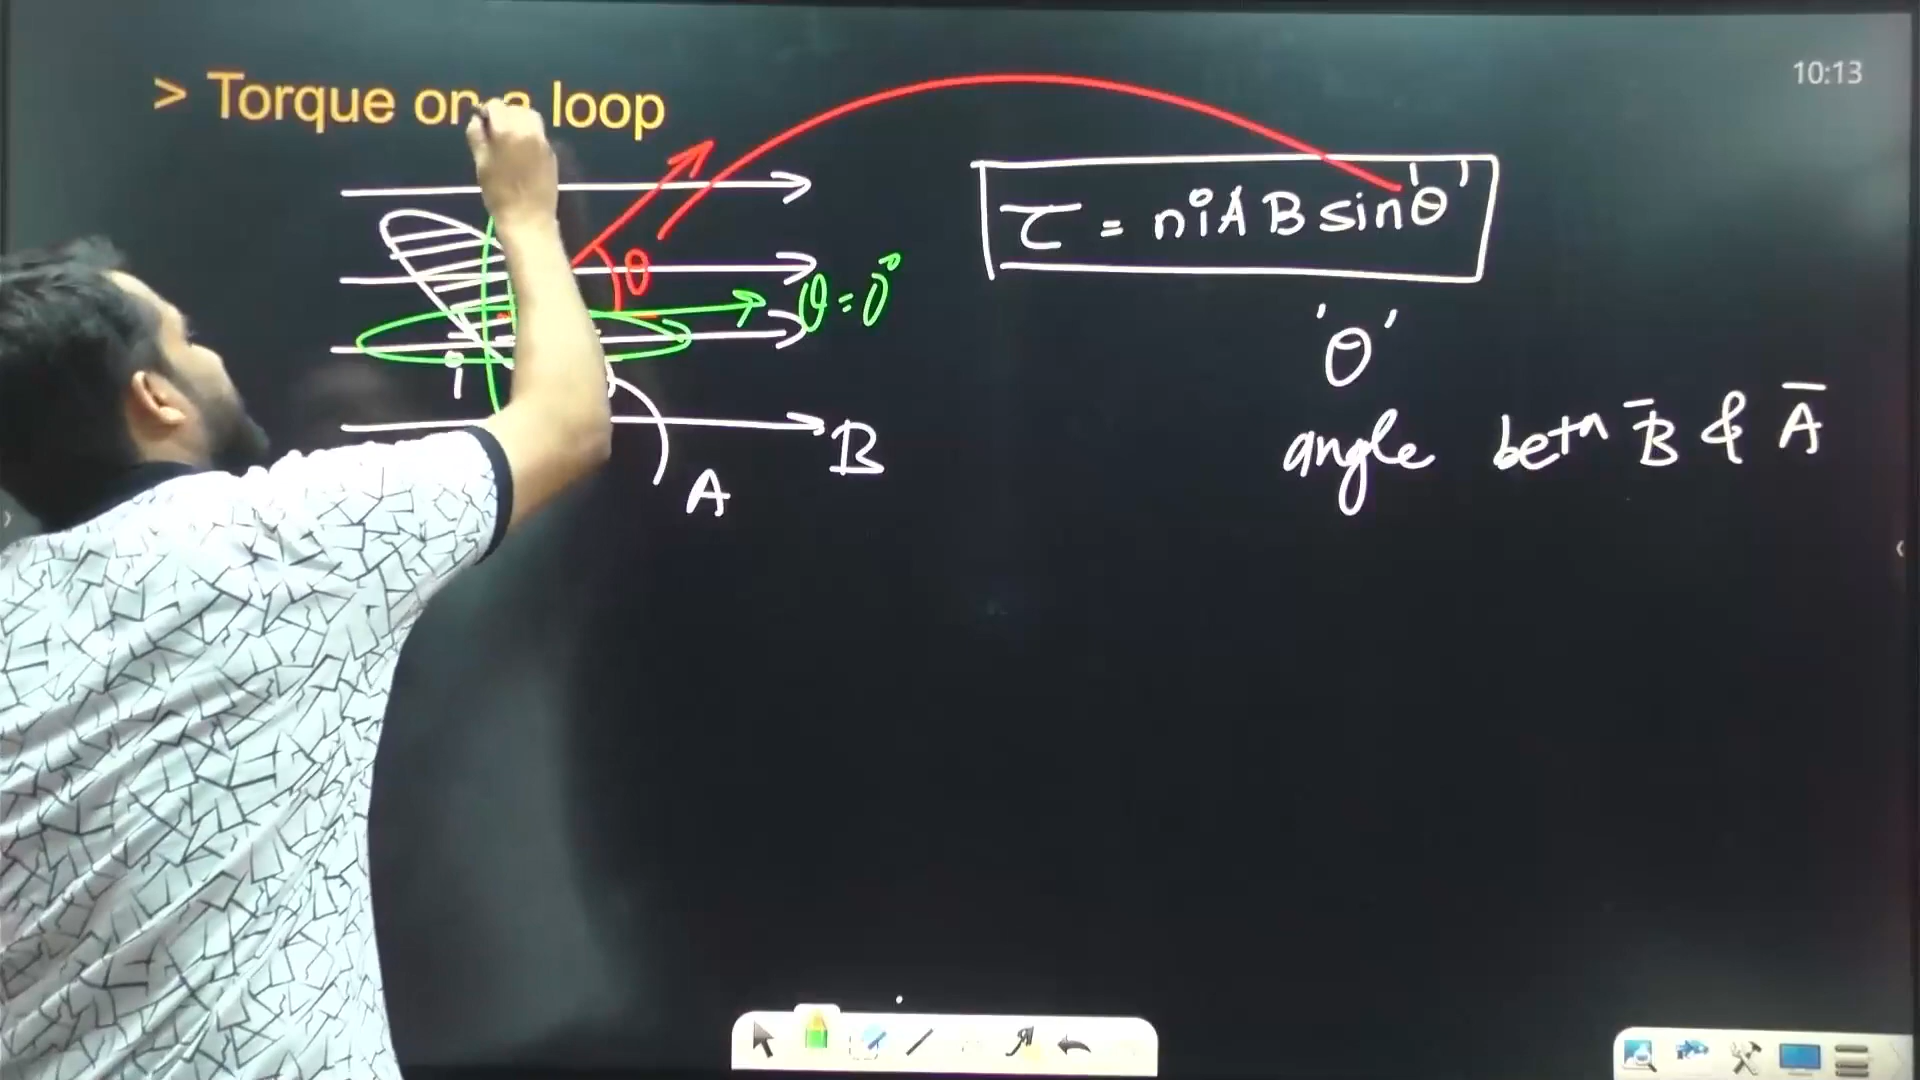 10:13
> Torque on a loop
τ = niAB sin'θ'
θ
θ = 0°
'θ'
i
angle betn B̄ & Ā
B
A